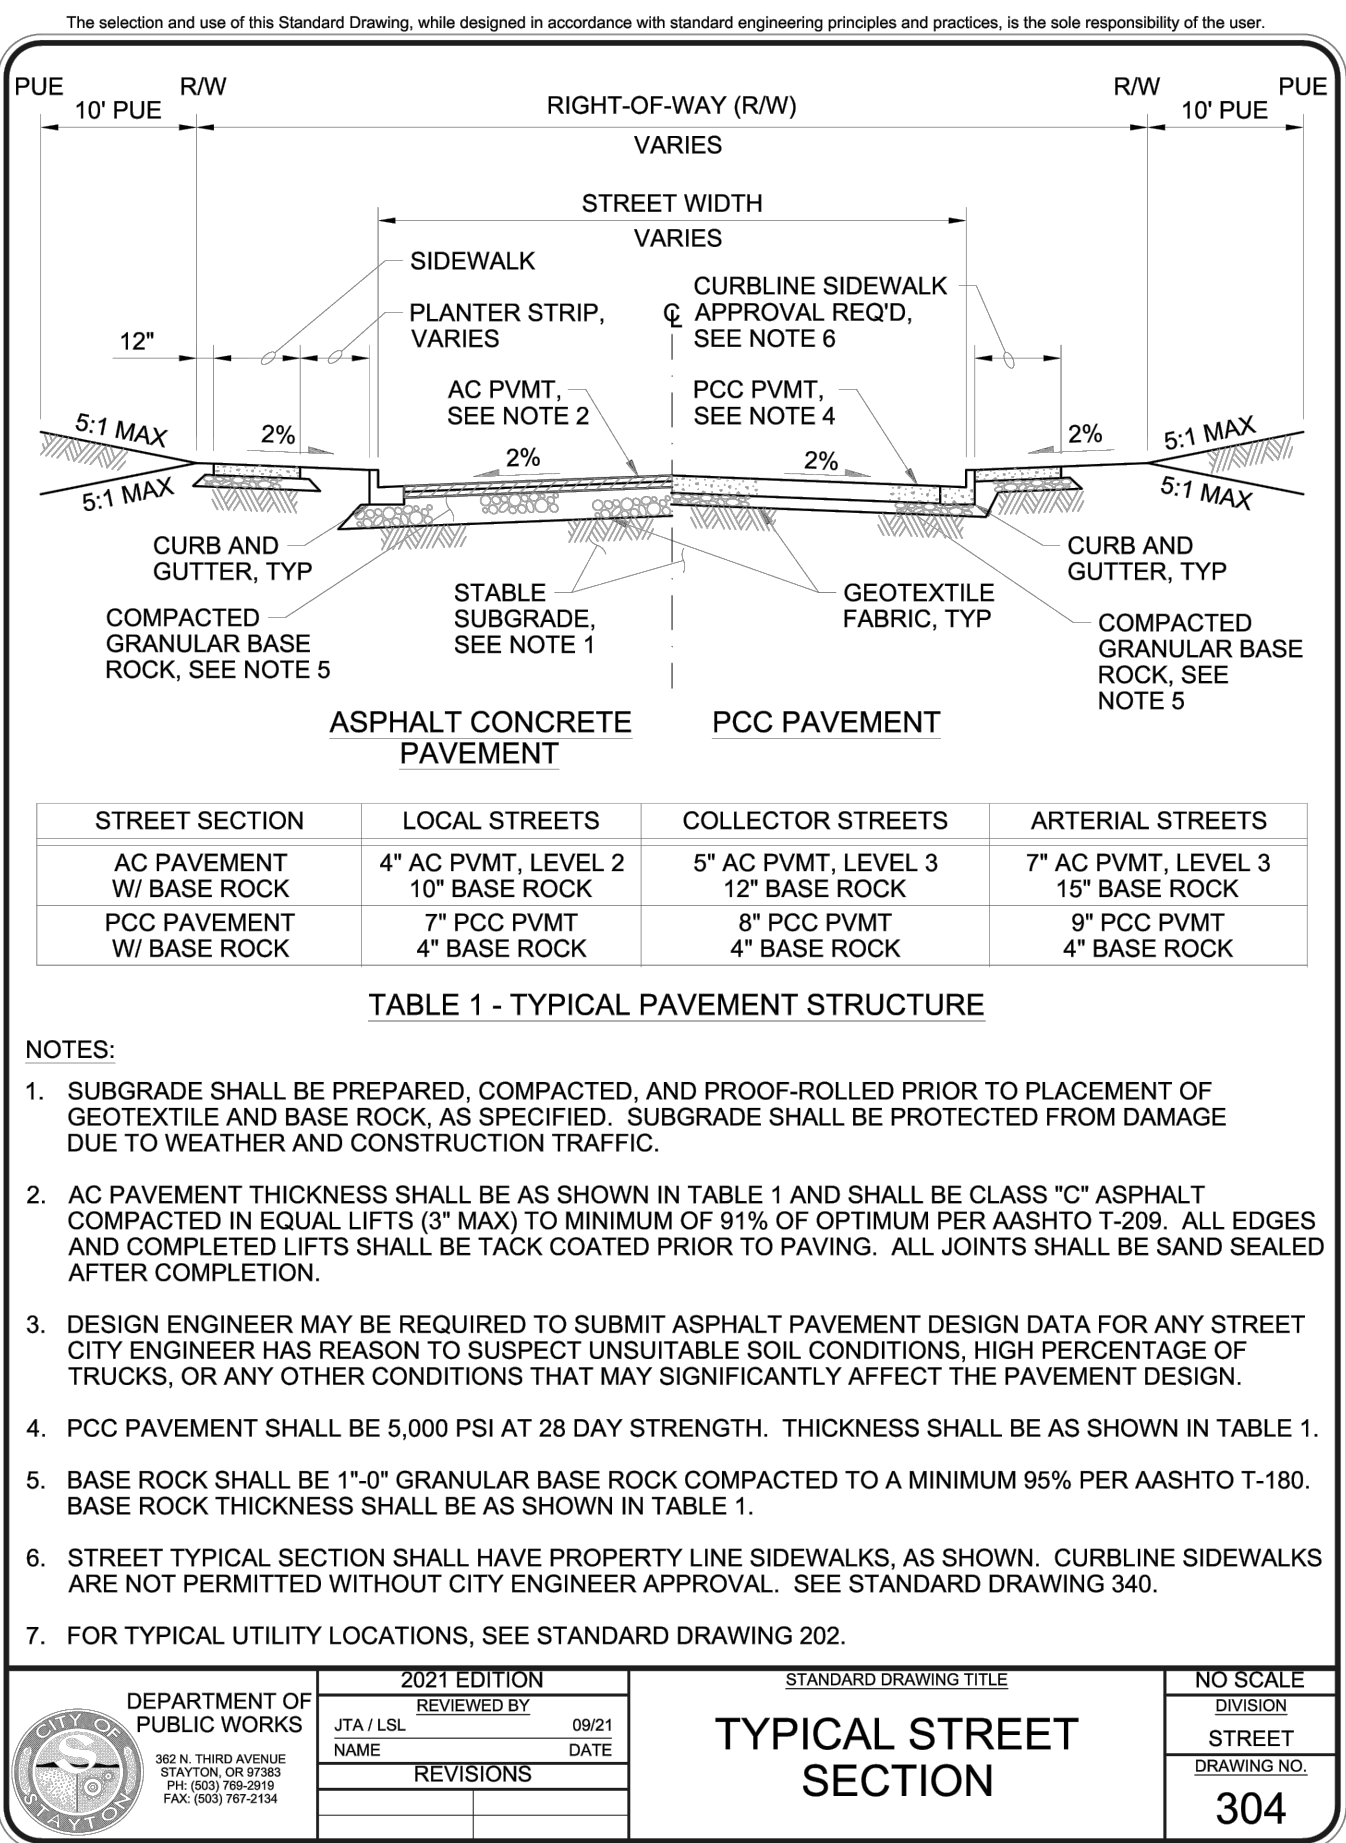 The selection and use of this Standard Drawing, while designed in accordance with standard engineering principles and practices, is the sole responsibility of the user.
PUE
R/W
R/W
PUE
10' PUE
RIGHT-OF-WAY (R/W)
10' PUE
VARIES
STREET WIDTH
VARIES
SIDEWALK
PLANTER STRIP,
VARIES
℄
CURBLINE SIDEWALK
APPROVAL REQ'D,
SEE NOTE 6
12"
AC PVMT,
SEE NOTE 2
PCC PVMT,
SEE NOTE 4
5:1 MAX
2%
2%
2%
2%
5:1 MAX
5:1 MAX
5:1 MAX
CURB AND
GUTTER, TYP
CURB AND
GUTTER, TYP
COMPACTED
GRANULAR BASE
ROCK, SEE NOTE 5
STABLE
SUBGRADE,
SEE NOTE 1
GEOTEXTILE
FABRIC, TYP
COMPACTED
GRANULAR BASE
ROCK, SEE
NOTE 5
ASPHALT CONCRETE
PAVEMENT
PCC PAVEMENT
STREET SECTION LOCAL STREETS COLLECTOR STREETS ARTERIAL STREETS
AC PAVEMENT 4" AC PVMT, LEVEL 2 5" AC PVMT, LEVEL 3 7" AC PVMT, LEVEL 3
W/ BASE ROCK 10" BASE ROCK 12" BASE ROCK 15" BASE ROCK
PCC PAVEMENT 7" PCC PVMT 8" PCC PVMT 9" PCC PVMT
W/ BASE ROCK 4" BASE ROCK 4" BASE ROCK 4" BASE ROCK
TABLE 1 - TYPICAL PAVEMENT STRUCTURE
NOTES:
1. SUBGRADE SHALL BE PREPARED, COMPACTED, AND PROOF-ROLLED PRIOR TO PLACEMENT OF
GEOTEXTILE AND BASE ROCK, AS SPECIFIED. SUBGRADE SHALL BE PROTECTED FROM DAMAGE
DUE TO WEATHER AND CONSTRUCTION TRAFFIC.
2. AC PAVEMENT THICKNESS SHALL BE AS SHOWN IN TABLE 1 AND SHALL BE CLASS "C" ASPHALT
COMPACTED IN EQUAL LIFTS (3" MAX) TO MINIMUM OF 91% OF OPTIMUM PER AASHTO T-209. ALL EDGES
AND COMPLETED LIFTS SHALL BE TACK COATED PRIOR TO PAVING. ALL JOINTS SHALL BE SAND SEALED
AFTER COMPLETION.
3. DESIGN ENGINEER MAY BE REQUIRED TO SUBMIT ASPHALT PAVEMENT DESIGN DATA FOR ANY STREET
CITY ENGINEER HAS REASON TO SUSPECT UNSUITABLE SOIL CONDITIONS, HIGH PERCENTAGE OF
TRUCKS, OR ANY OTHER CONDITIONS THAT MAY SIGNIFICANTLY AFFECT THE PAVEMENT DESIGN.
4. PCC PAVEMENT SHALL BE 5,000 PSI AT 28 DAY STRENGTH. THICKNESS SHALL BE AS SHOWN IN TABLE 1.
5. BASE ROCK SHALL BE 1"-0" GRANULAR BASE ROCK COMPACTED TO A MINIMUM 95% PER AASHTO T-180.
BASE ROCK THICKNESS SHALL BE AS SHOWN IN TABLE 1.
6. STREET TYPICAL SECTION SHALL HAVE PROPERTY LINE SIDEWALKS, AS SHOWN. CURBLINE SIDEWALKS
ARE NOT PERMITTED WITHOUT CITY ENGINEER APPROVAL. SEE STANDARD DRAWING 340.
7. FOR TYPICAL UTILITY LOCATIONS, SEE STANDARD DRAWING 202.
CITY OF
S
STAYTON
DEPARTMENT OF
PUBLIC WORKS
362 N. THIRD AVENUE
STAYTON, OR 97383
PH: (503) 769-2919
FAX: (503) 767-2134
2021 EDITION
REVIEWED BY
JTA / LSL 09/21
NAME DATE
REVISIONS
STANDARD DRAWING TITLE
TYPICAL STREET
SECTION
NO SCALE
DIVISION
STREET
DRAWING NO.
304